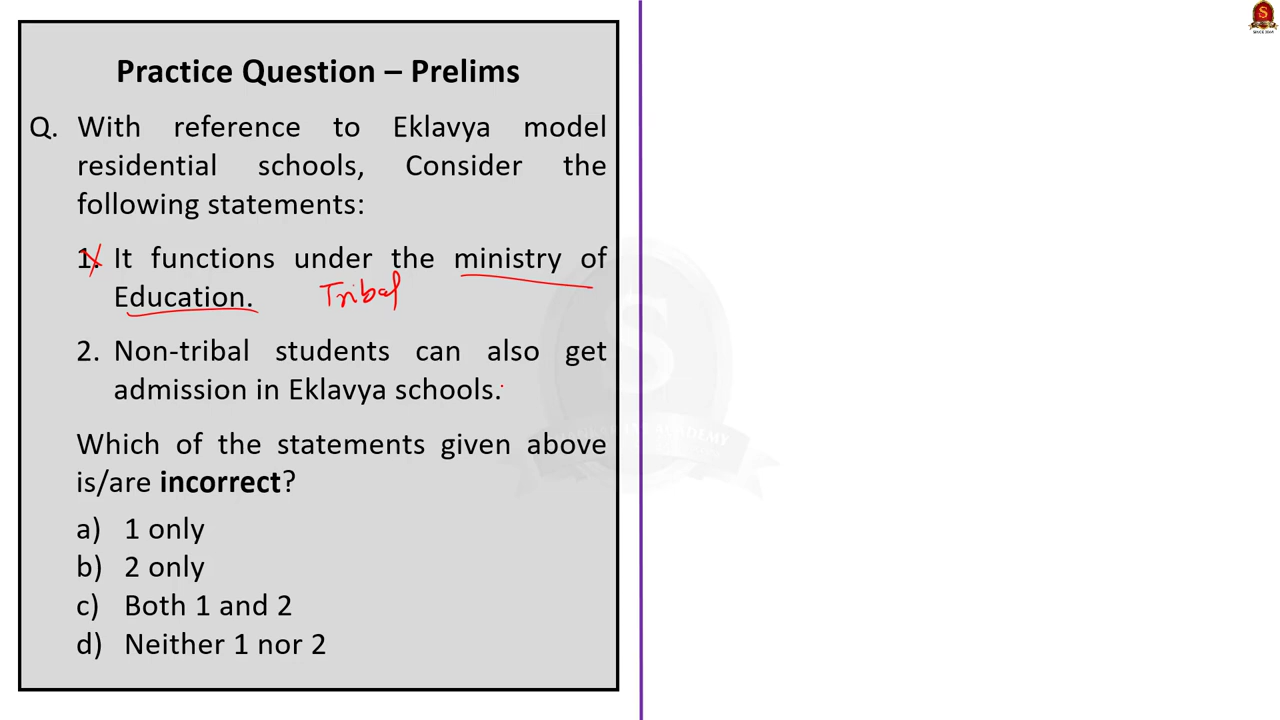 Practice Question – Prelims
Q. With reference to Eklavya model
residential schools, Consider the
following statements:
1. It functions under the ministry of
Education. Tribal
2. Non-tribal students can also get
admission in Eklavya schools.
Which of the statements given above
is/are incorrect?
a) 1 only
b) 2 only
c) Both 1 and 2
d) Neither 1 nor 2
S